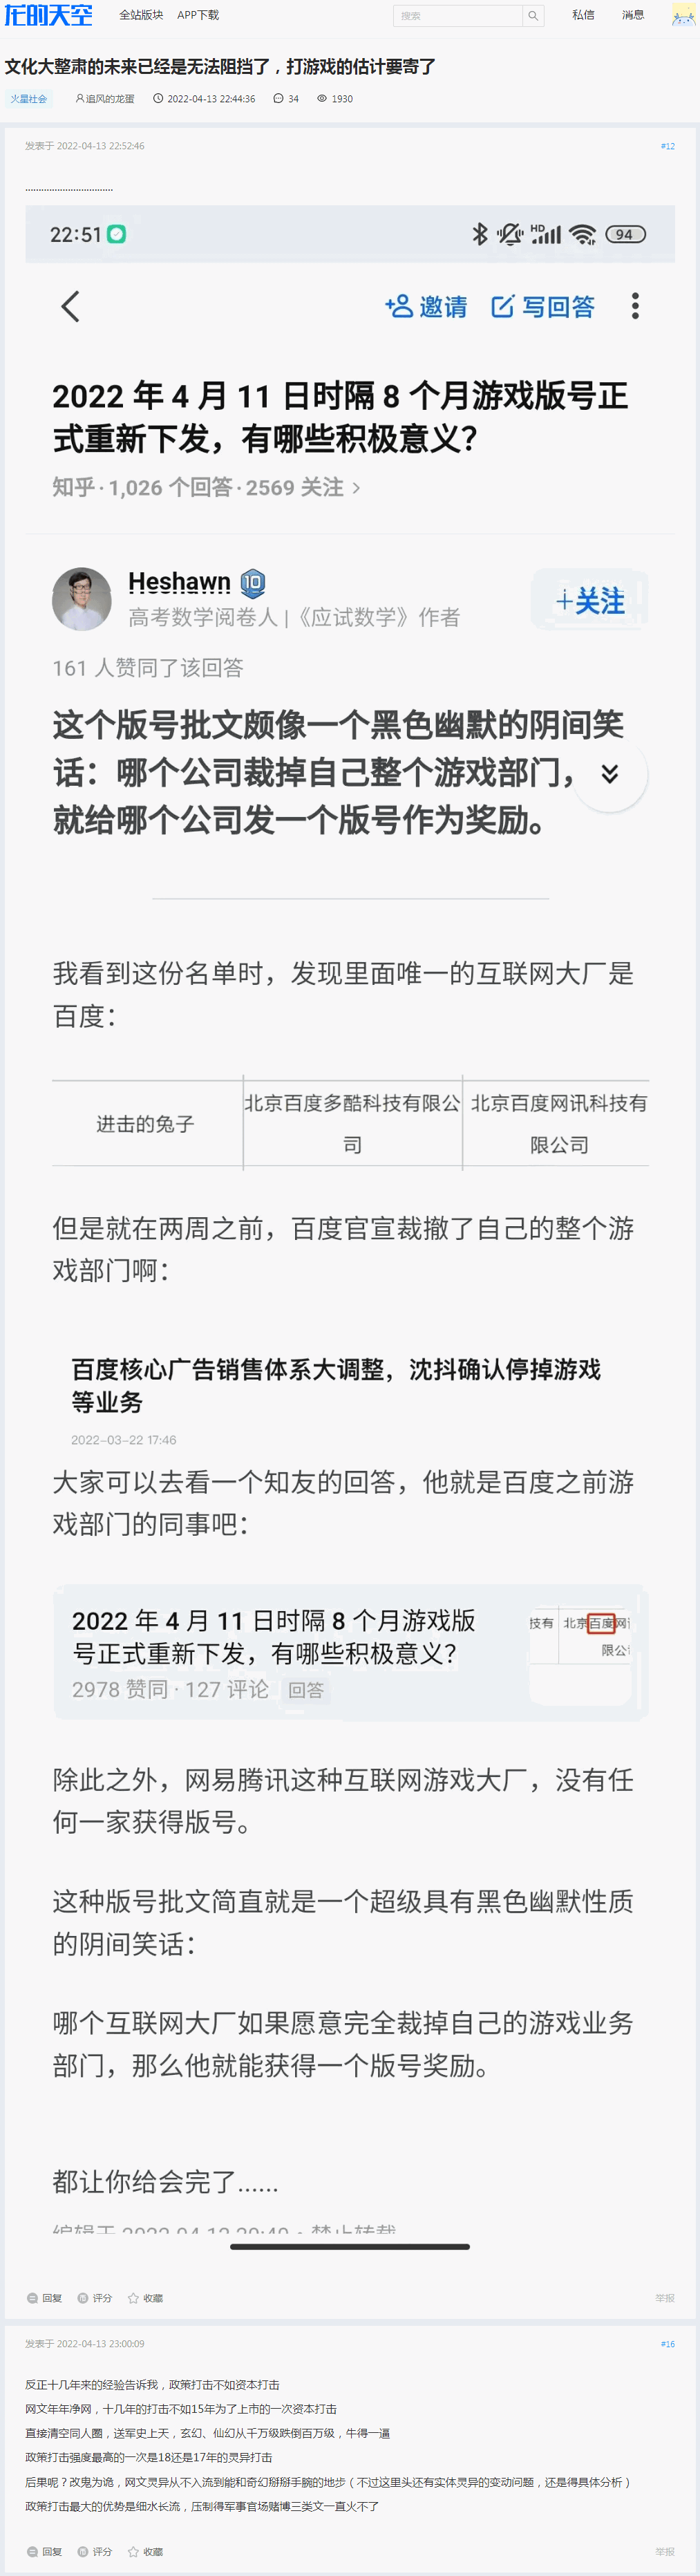 龙的天空 全站版块 APP下载 搜索 私信 消息
文化大整肃的未来已经是无法阻挡了，打游戏的估计要寄了
火星社会 追风的龙蛋 2022-04-13 22:44:36 34 1930
发表于 2022-04-13 22:52:46 #12
.................................
22:51 HD 94
邀请 写回答
2022 年 4 月 11 日时隔 8 个月游戏版号正
式重新下发，有哪些积极意义？
知乎 · 1,026 个回答 · 2569 关注 >
Heshawn 10
高考数学阅卷人 |《应试数学》作者
+关注
161 人赞同了该回答
这个版号批文颇像一个黑色幽默的阴间笑
话：哪个公司裁掉自己整个游戏部门，
就给哪个公司发一个版号作为奖励。
我看到这份名单时，发现里面唯一的互联网大厂是
百度：
进击的兔子
北京百度多酷科技有限公
司
北京百度网讯科技有
限公司
但是就在两周之前，百度官宣裁撤了自己的整个游
戏部门啊：
百度核心广告销售体系大调整，沈抖确认停掉游戏
等业务
2022-03-22 17:46
大家可以去看一个知友的回答，他就是百度之前游
戏部门的同事吧：
2022 年 4 月 11 日时隔 8 个月游戏版
号正式重新下发，有哪些积极意义？
2978 赞同 · 127 评论 回答
技有 北京百度网
限公
除此之外，网易腾讯这种互联网游戏大厂，没有任
何一家获得版号。
这种版号批文简直就是一个超级具有黑色幽默性质
的阴间笑话：
哪个互联网大厂如果愿意完全裁掉自己的游戏业务
部门，那么他就能获得一个版号奖励。
都让你给会完了......
回复 评分 收藏 举报
发表于 2022-04-13 23:00:09 #16
反正十几年来的经验告诉我，政策打击不如资本打击
网文年年净网，十几年的打击不如15年为了上市的一次资本打击
直接清空同人圈，送军史上天，玄幻、仙幻从千万级跌倒百万级，牛得一逼
政策打击强度最高的一次是18还是17年的灵异打击
后果呢？改鬼为诡，网文灵异从不入流到能和奇幻掰掰手腕的地步（不过这里头还有实体灵异的变动问题，还是得具体分析）
政策打击最大的优势是细水长流，压制得军事官场赌博三类文一直火不了
回复 评分 收藏 举报